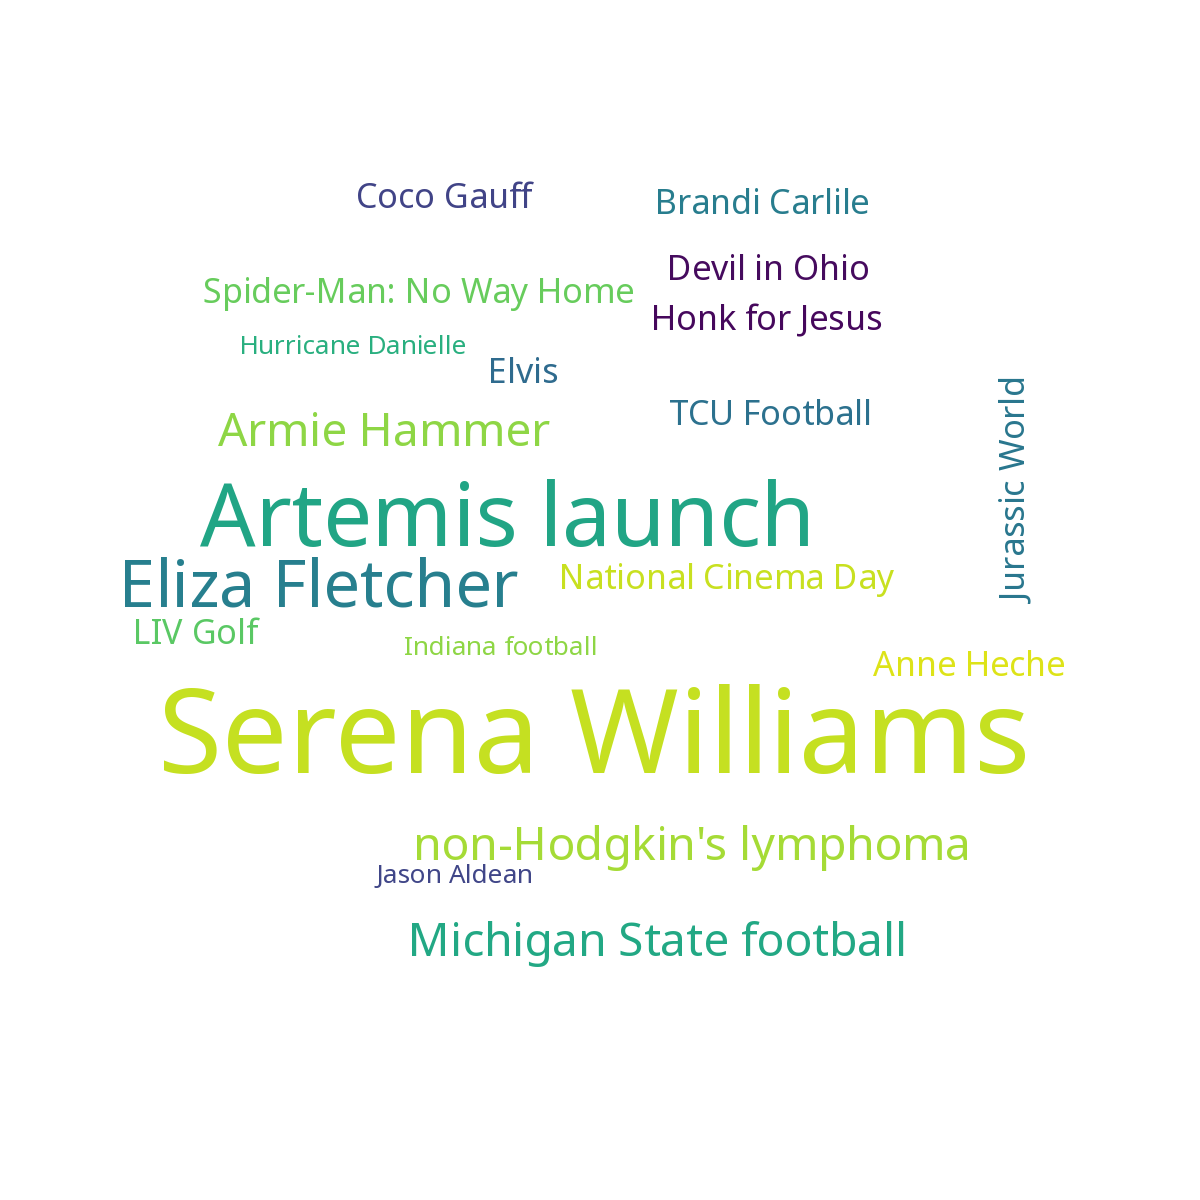 Coco Gauff
Brandi Carlile
Devil in Ohio
Spider-Man: No Way Home
Honk for Jesus
Hurricane Danielle
Elvis
TCU Football
Armie Hammer
Jurassic World
Artemis launch
Eliza Fletcher
National Cinema Day
LIV Golf
Indiana football
Anne Heche
Serena Williams
non-Hodgkin's lymphoma
Jason Aldean
Michigan State football